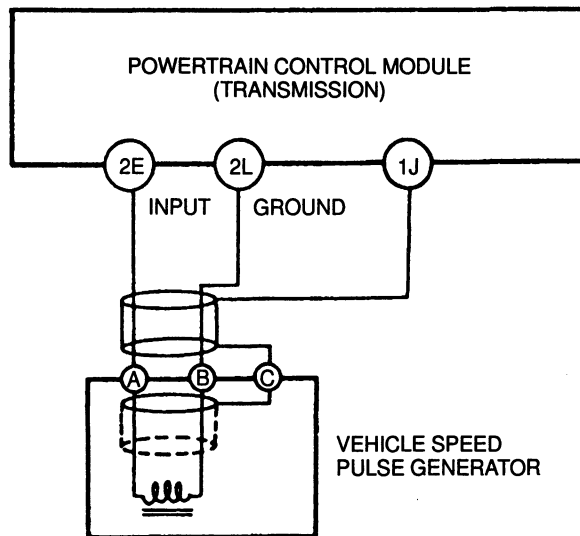 POWERTRAIN CONTROL MODULE
(TRANSMISSION)
2E
2L
1J
INPUT
GROUND
A
B
C
VEHICLE SPEED
PULSE GENERATOR